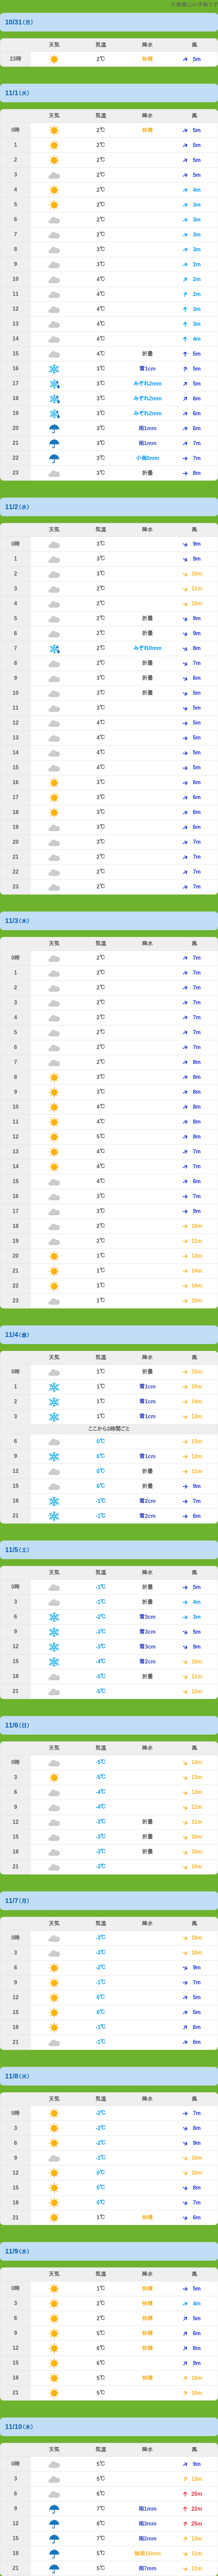 ※磐梯山の予報です
10/31(月)
天気 気温 降水 風
23時 2℃ 快晴 5m
11/1(火)
天気 気温 降水 風
0時 2℃ 快晴 5m
1 2℃ 5m
2 2℃ 5m
3 2℃ 5m
4 2℃ 4m
5 2℃ 3m
6 2℃ 3m
7 2℃ 3m
8 3℃ 3m
9 3℃ 2m
10 4℃ 2m
11 4℃ 2m
12 4℃ 3m
13 4℃ 3m
14 4℃ 4m
15 4℃ 折曇 5m
16 3℃ 雪1cm 5m
17 3℃ みぞれ2mm 5m
18 3℃ みぞれ2mm 6m
19 3℃ みぞれ2mm 6m
20 3℃ 雨1mm 6m
21 3℃ 雨1mm 7m
22 3℃ 小雨0mm 7m
23 3℃ 折曇 8m
11/2(水)
天気 気温 降水 風
0時 3℃ 9m
1 3℃ 9m
2 3℃ 10m
3 2℃ 11m
4 2℃ 10m
5 2℃ 折曇 9m
6 2℃ 折曇 9m
7 2℃ みぞれ0mm 8m
8 2℃ 折曇 7m
9 3℃ 折曇 6m
10 3℃ 折曇 5m
11 3℃ 5m
12 4℃ 5m
13 4℃ 5m
14 4℃ 5m
15 4℃ 5m
16 3℃ 6m
17 3℃ 6m
18 3℃ 6m
19 3℃ 6m
20 3℃ 7m
21 2℃ 7m
22 2℃ 7m
23 2℃ 7m
11/3(木)
天気 気温 降水 風
0時 2℃ 7m
1 2℃ 7m
2 2℃ 7m
3 2℃ 7m
4 2℃ 7m
5 2℃ 7m
6 2℃ 7m
7 2℃ 8m
8 3℃ 8m
9 3℃ 8m
10 4℃ 8m
11 4℃ 8m
12 5℃ 8m
13 4℃ 7m
14 4℃ 7m
15 4℃ 6m
16 3℃ 7m
17 3℃ 9m
18 2℃ 10m
19 2℃ 11m
20 1℃ 13m
21 1℃ 14m
22 1℃ 14m
23 1℃ 15m
11/4(金)
天気 気温 降水 風
0時 1℃ 折曇 15m
1 1℃ 雪1cm 15m
2 1℃ 雪1cm 14m
3 1℃ 雪1cm 13m
ここから3時間ごと
6 0℃ 13m
9 0℃ 雪1cm 12m
12 0℃ 折曇 11m
15 0℃ 折曇 9m
18 -1℃ 雪2cm 7m
21 -1℃ 雪2cm 6m
11/5(土)
天気 気温 降水 風
0時 -1℃ 折曇 5m
3 -1℃ 折曇 4m
6 -2℃ 雪3cm 3m
9 -3℃ 雪3cm 5m
12 -3℃ 雪3cm 9m
15 -4℃ 雪2cm 10m
18 -5℃ 折曇 11m
21 -5℃ 12m
11/6(日)
天気 気温 降水 風
0時 -5℃ 13m
3 -5℃ 13m
6 -4℃ 13m
9 -4℃ 12m
12 -3℃ 折曇 11m
15 -3℃ 折曇 10m
18 -3℃ 折曇 10m
21 -3℃ 10m
11/7(月)
天気 気温 降水 風
0時 -3℃ 10m
3 -3℃ 10m
6 -2℃ 9m
9 -1℃ 7m
12 0℃ 5m
15 0℃ 5m
18 -1℃ 6m
21 -1℃ 6m
11/8(火)
天気 気温 降水 風
0時 -2℃ 7m
3 -2℃ 8m
6 -2℃ 9m
9 -1℃ 10m
12 0℃ 10m
15 0℃ 8m
18 0℃ 7m
21 1℃ 快晴 6m
11/9(水)
天気 気温 降水 風
0時 1℃ 快晴 5m
3 2℃ 快晴 4m
6 2℃ 快晴 5m
9 5℃ 快晴 6m
12 6℃ 快晴 8m
15 6℃ 9m
18 5℃ 快晴 10m
21 5℃ 10m
11/10(木)
天気 気温 降水 風
0時 5℃ 9m
3 5℃ 13m
6 6℃ 20m
9 7℃ 雨1mm 22m
12 8℃ 雨3mm 25m
15 7℃ 雨2mm 13m
18 5℃ 強雨16mm 11m
21 5℃ 雨7mm 11m